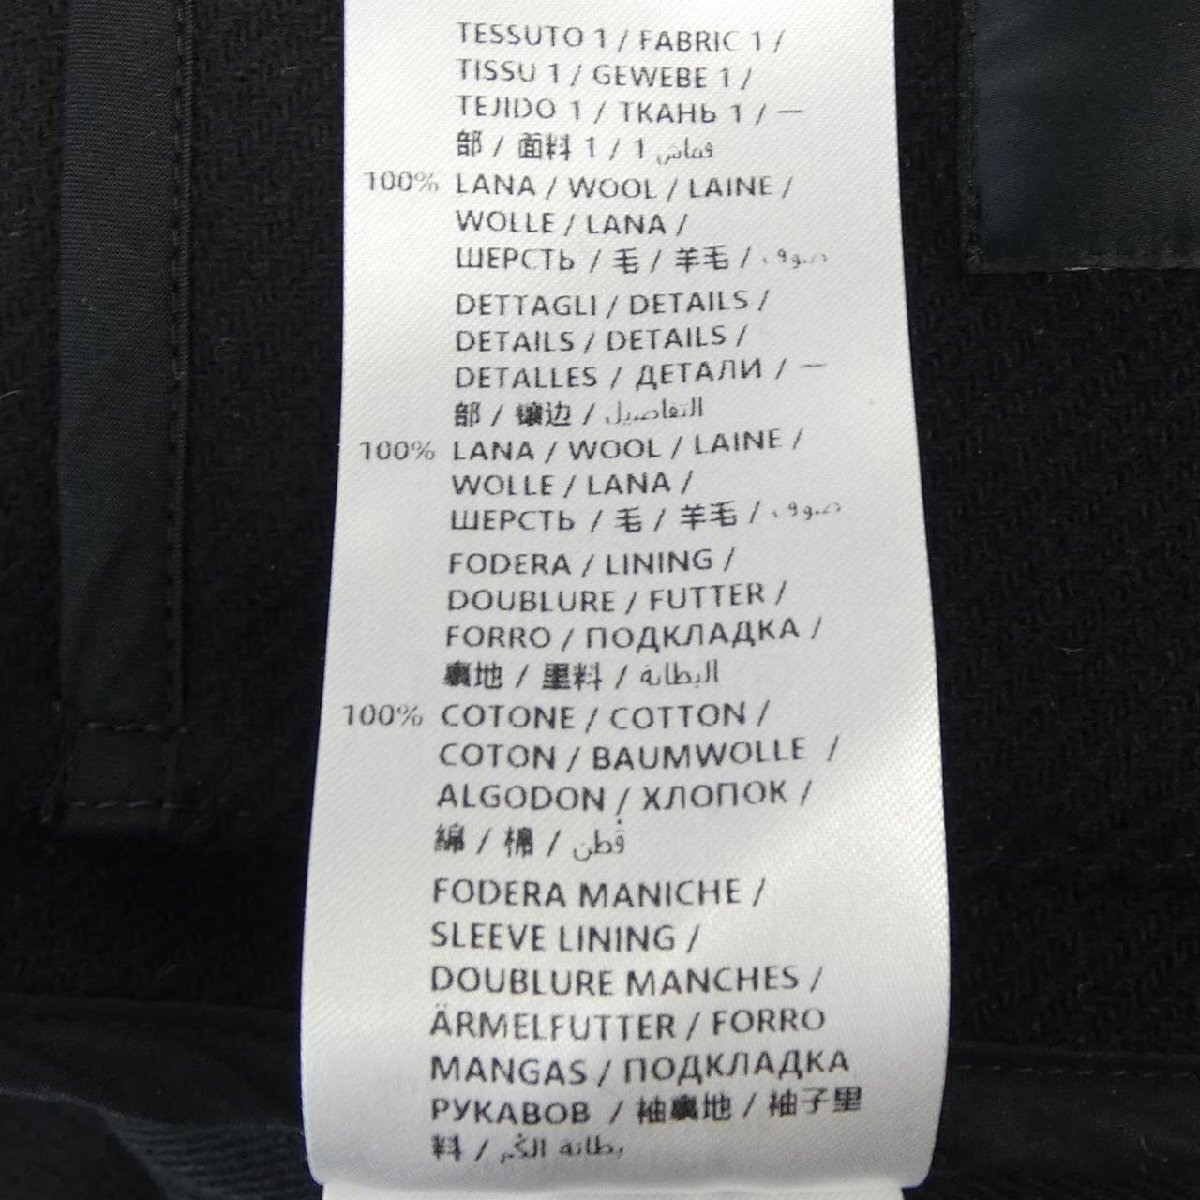 TESSUTO 1 / FABRIC 1 /
TISSU 1 / GEWEBE 1 /
TEJIDO 1 / ТКАНЬ 1 / 一
部 / 面料 1 / 1 قماش
100% LANA / WOOL / LAINE /
WOLLE / LANA /
ШЕРСТЬ / 毛 / 羊毛 / صوف
DETTAGLI / DETAILS /
DETAILS / DETAILS /
DETALLES / ДЕТАЛИ / 一
部 / 镶边 / التفاصيل
100% LANA / WOOL / LAINE /
WOLLE / LANA /
ШЕРСТЬ / 毛 / 羊毛 / صوف
FODERA / LINING /
DOUBLURE / FUTTER /
FORRO / ПОДКЛАДКА /
裏地 / 里料 / البطانة
100% COTONE / COTTON /
COTON / BAUMWOLLE /
ALGODON / ХЛОПОК /
綿 / 棉 / قطن
FODERA MANICHE /
SLEEVE LINING /
DOUBLURE MANCHES /
ÄRMELFUTTER / FORRO
MANGAS / ПОДКЛАДКА
РУКАВОВ / 袖裏地 / 袖子里
料 / بطانة الكُم